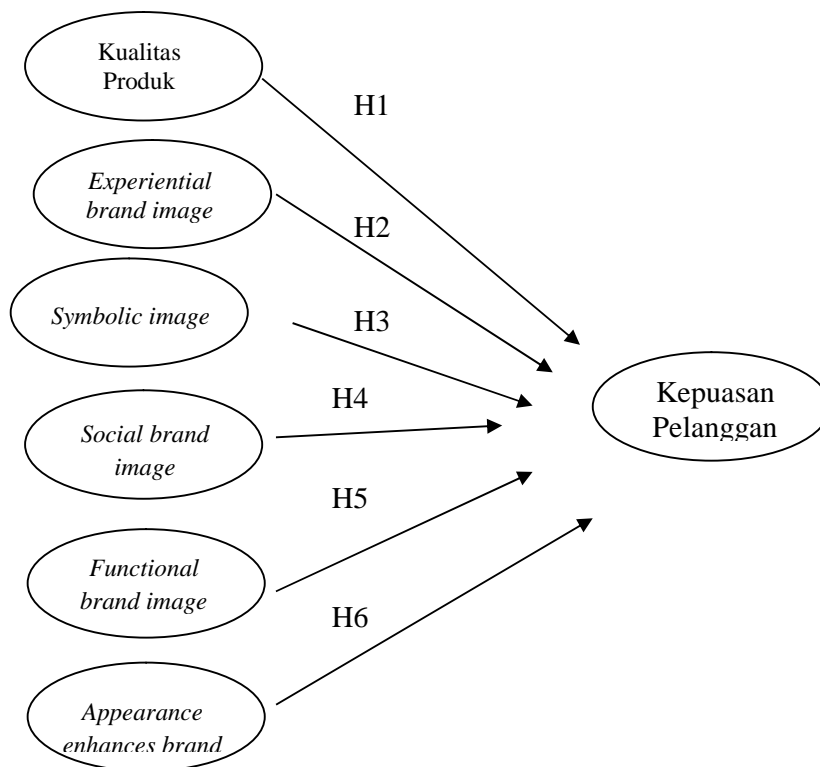 Kualitas
Produk
H1
Experiential
brand image
H2
Symbolic image
H3
Kepuasan
Pelanggan
H4
Social brand
image
H5
Functional
brand image
H6
Appearance
enhances brand